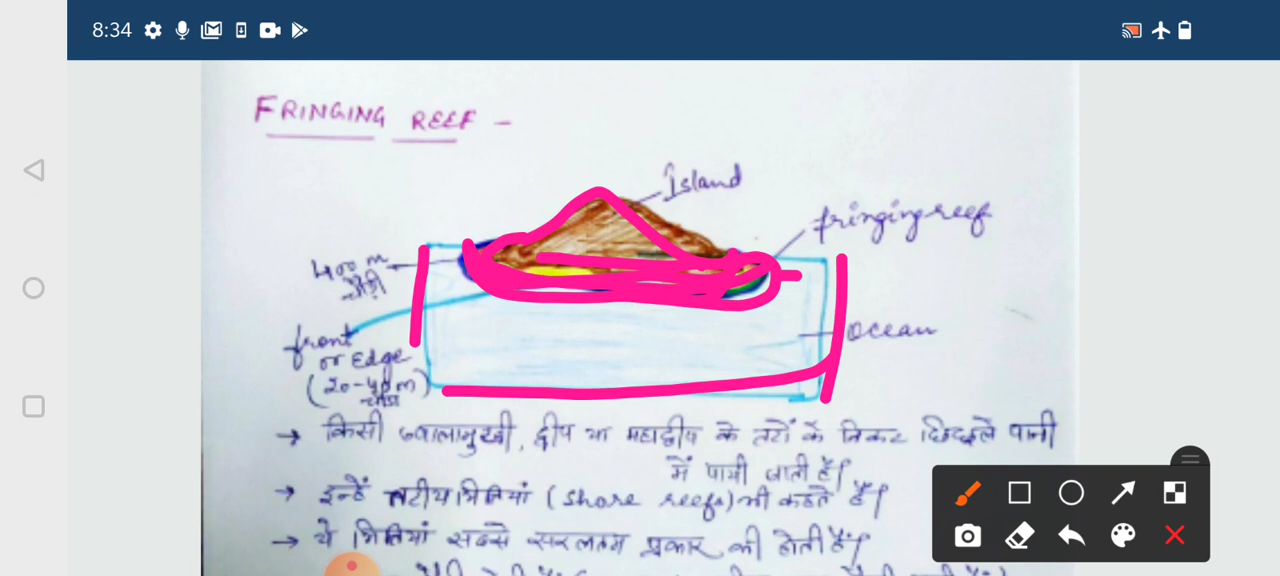 8:34
FRINGING REEF -
Island
fringing reef
400 m
चौड़ी
front
or Edge
(20-40 m)
ocean
→ किसी ज्वालामुखी, द्वीप या महाद्वीप के तटों के निकट छिछले पानी
में पायी जाती हैं।
→ इन्हें तटीय भित्तियां (shore reefs) भी कहते हैं।
→ ये भित्तियां सबसे सरलतम प्रकार की होती हैं।